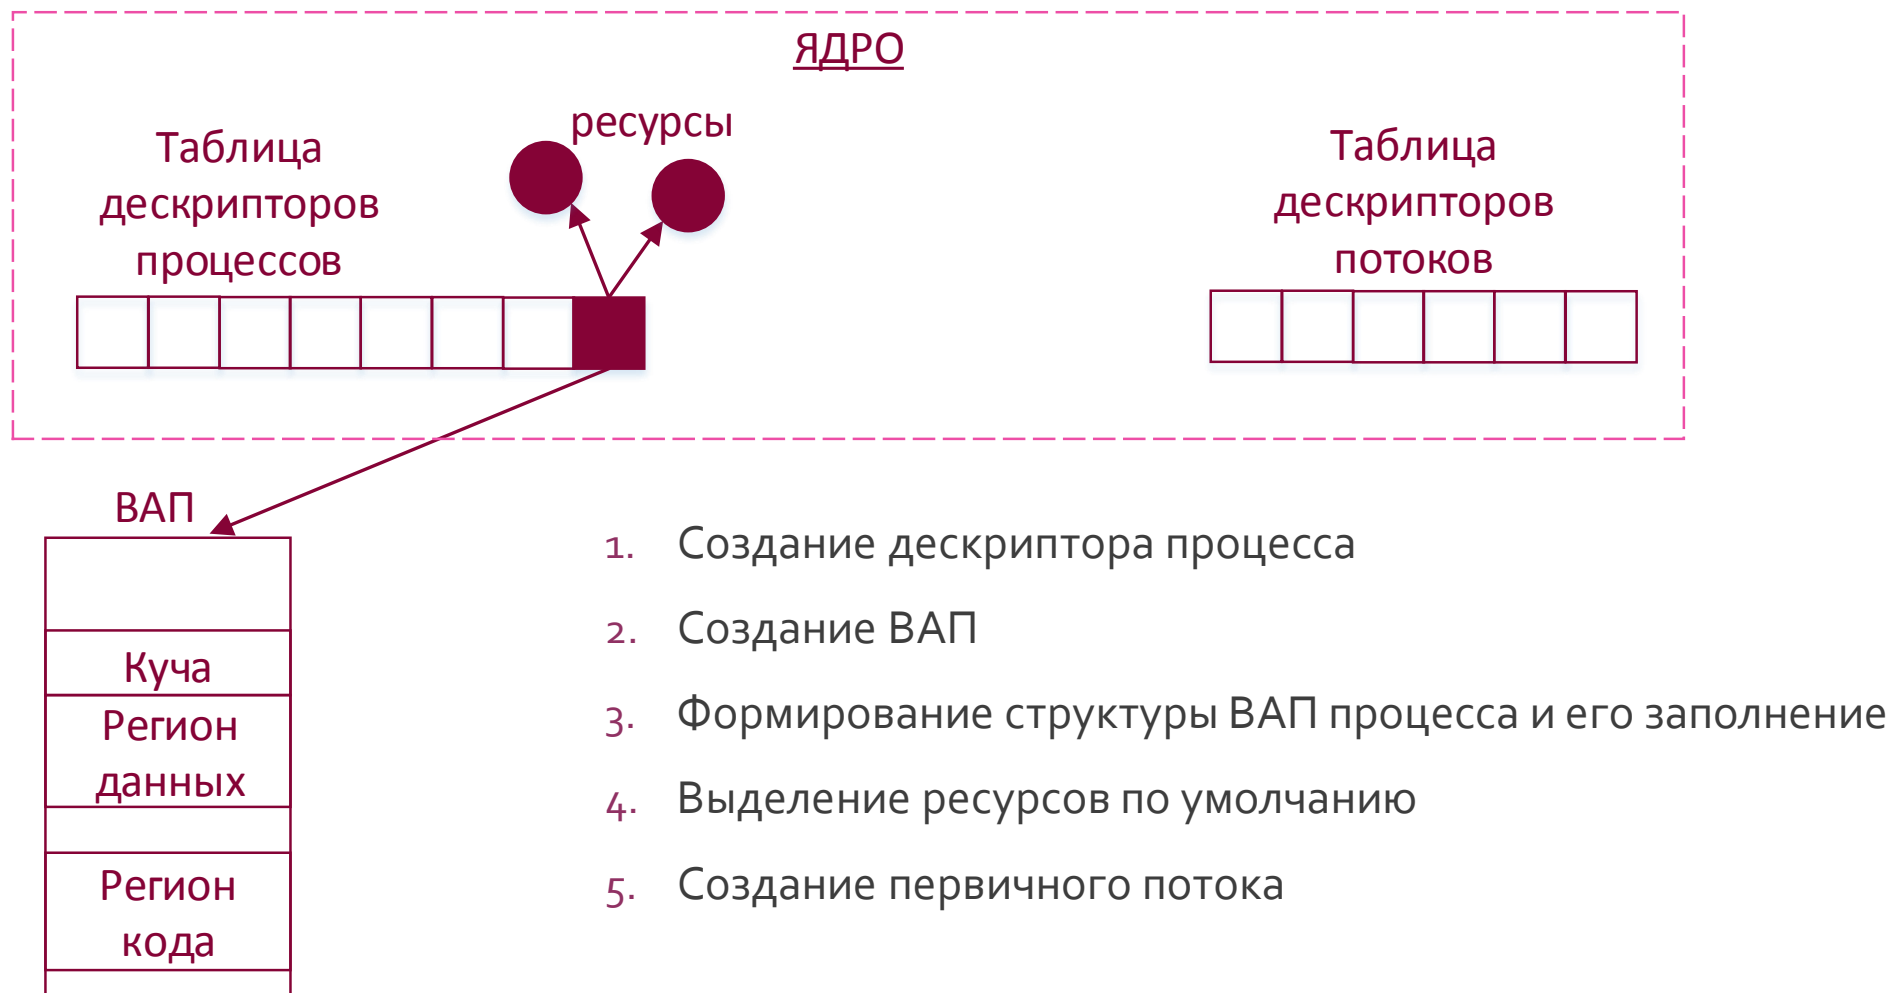 ЯДРО
ресурсы
Таблица
дескрипторов
процессов
Таблица
дескрипторов
потоков
ВАП
Куча
Регион
данных
Регион
кода
1. Создание дескриптора процесса
2. Создание ВАП
3. Формирование структуры ВАП процесса и его заполнение
4. Выделение ресурсов по умолчанию
5. Создание первичного потока